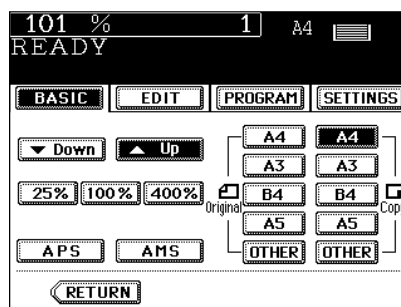 101 % 1 A4
READY
BASIC EDIT PROGRAM SETTINGS
Down Up
25% 100% 400%
APS AMS
Original
A4 A4
A3 A3
B4 B4
A5 A5
OTHER OTHER
Cop
RETURN